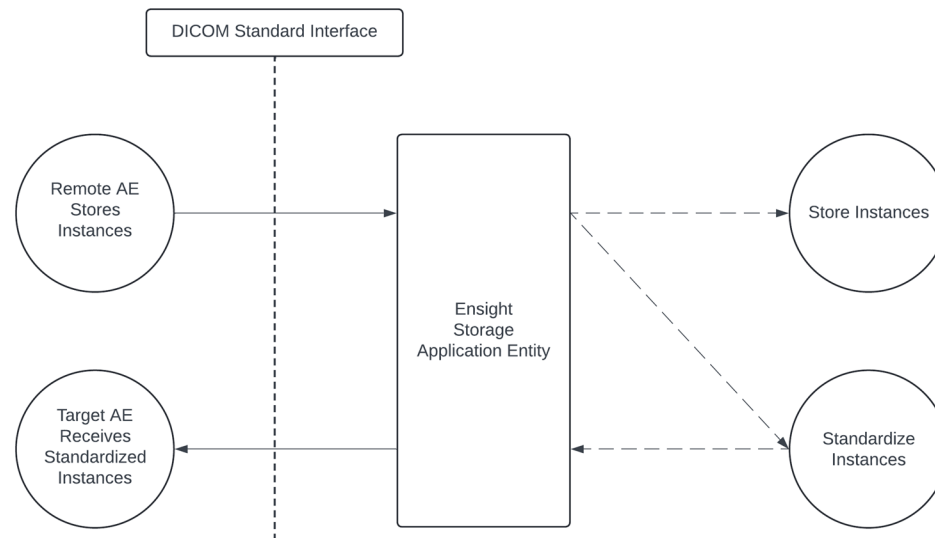 DICOM Standard Interface
Remote AE
Stores
Instances
Store Instances
Ensight
Storage
Application Entity
Target AE
Receives
Standardized
Instances
Standardize
Instances